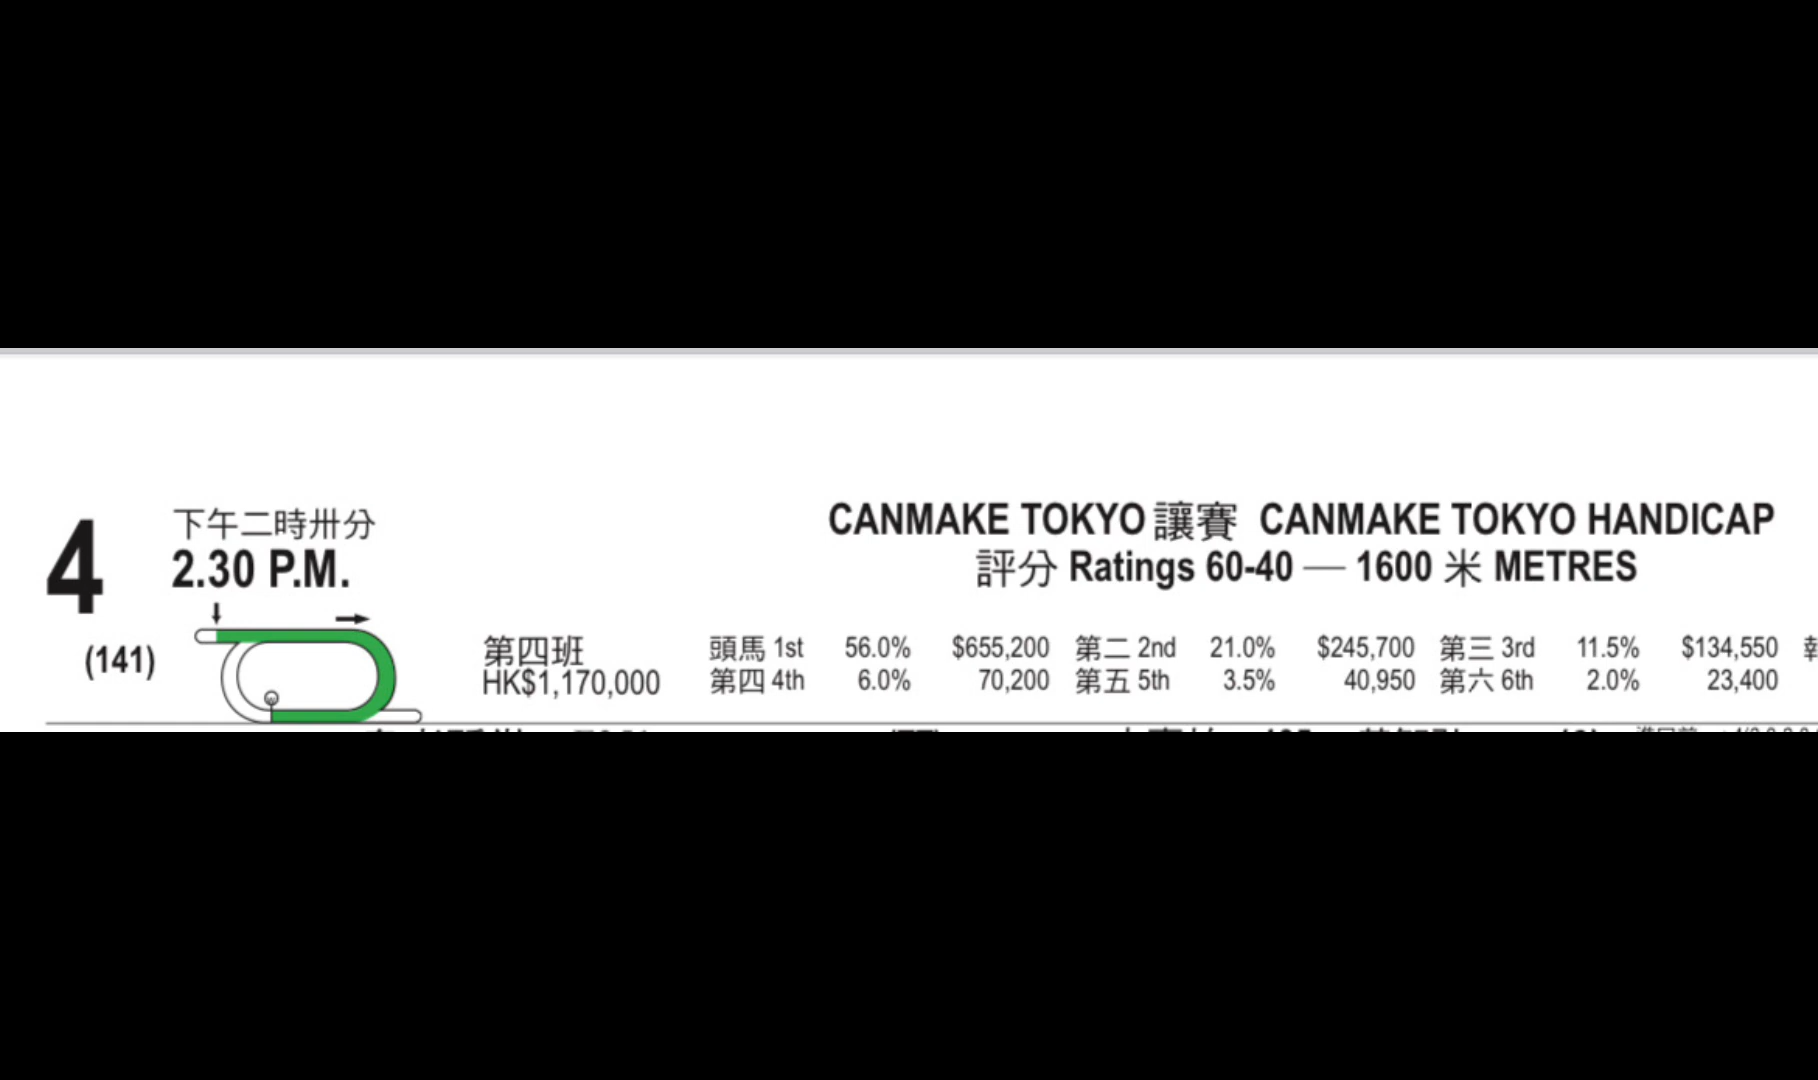 4
下午二時卅分
2.30 P.M.
(141)
CANMAKE TOKYO 讓賽 CANMAKE TOKYO HANDICAP
評分 Ratings 60-40 — 1600 米 METRES
第四班
HK$1,170,000
頭馬 1st 56.0% $655,200 第二 2nd 21.0% $245,700 第三 3rd 11.5% $134,550
第四 4th 6.0% 70,200 第五 5th 3.5% 40,950 第六 6th 2.0% 23,400